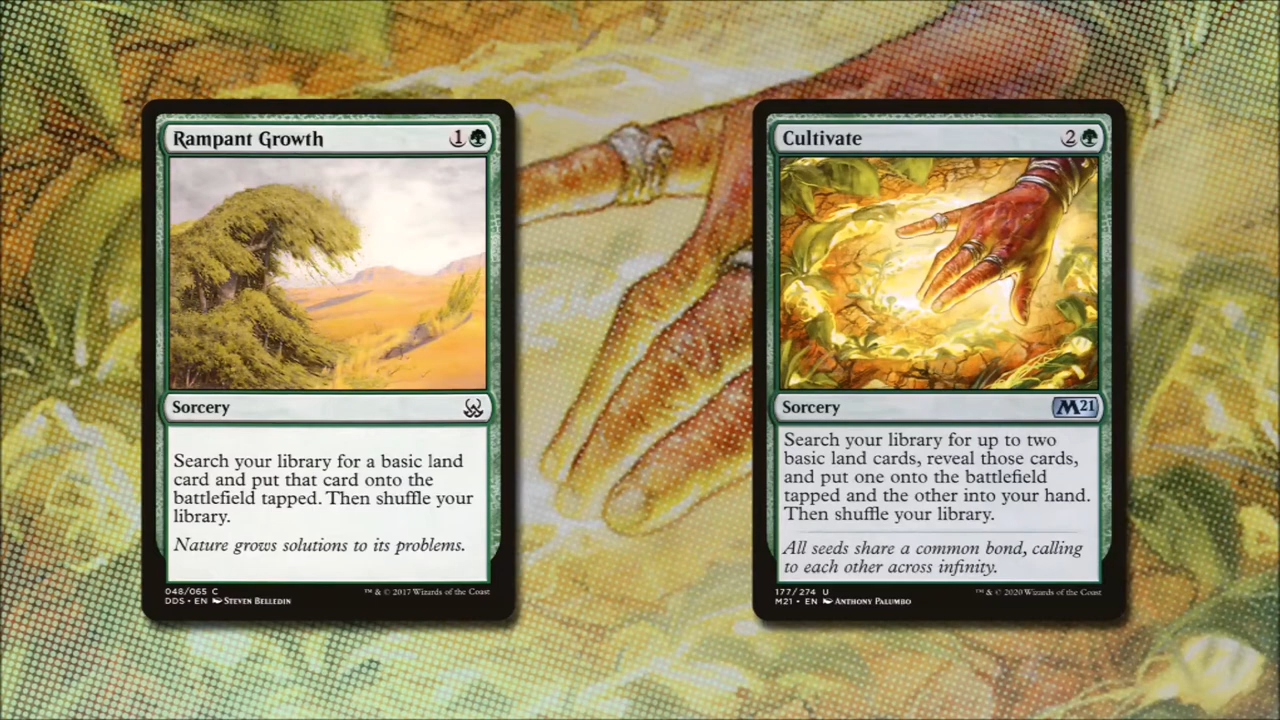 Rampant Growth 1
Sorcery
Search your library for a basic land
card and put that card onto the
battlefield tapped. Then shuffle your
library.
Nature grows solutions to its problems.
048/065 C
DDS • EN STEVEN BELLEDIN
™ & © 2017 Wizards of the Coast
Cultivate 2
Sorcery M21
Search your library for up to two
basic land cards, reveal those cards,
and put one onto the battlefield
tapped and the other into your hand.
Then shuffle your library.
All seeds share a common bond, calling
to each other across infinity.
177/274 U
M21 • EN ANTHONY PALUMBO
™ & © 2020 Wizards of the Coast